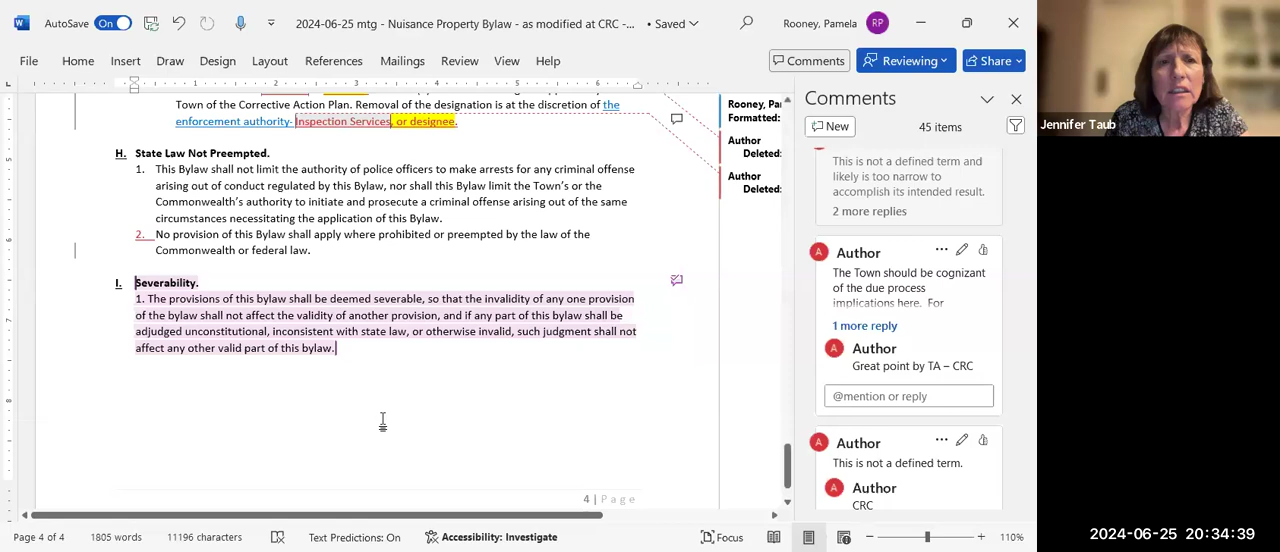 AutoSave On 2024-06-25 mtg - Nuisance Property Bylaw - as modified at CRC -... • Saved Rooney, Pamela RP
File Home Insert Draw Design Layout References Mailings Review View Help Comments Reviewing Share
Town of the Corrective Action Plan. Removal of the designation is at the discretion of the
enforcement authority- Inspection Services, or designee.
H. State Law Not Preempted.
1. This Bylaw shall not limit the authority of police officers to make arrests for any criminal offense
arising out of conduct regulated by this Bylaw, nor shall this Bylaw limit the Town's or the
Commonwealth's authority to initiate and prosecute a criminal offense arising out of the same
circumstances necessitating the application of this Bylaw.
2. No provision of this Bylaw shall apply where prohibited or preempted by the law of the
Commonwealth or federal law.
I. Severability.
1. The provisions of this bylaw shall be deemed severable, so that the invalidity of any one provision
of the bylaw shall not affect the validity of another provision, and if any part of this bylaw shall be
adjudged unconstitutional, inconsistent with state law, or otherwise invalid, such judgment shall not
affect any other valid part of this bylaw.
4 | Page
Rooney, Pa
Formatted:
Author
Deleted:
Author
Deleted:
Comments
New 45 items
This is not a defined term and
likely is too narrow to
accomplish its intended result.
2 more replies
A Author
The Town should be cognizant
of the due process
implications here. For
1 more reply
A Author
Great point by TA – CRC
@mention or reply
A Author
This is not a defined term.
A Author
CRC
Page 4 of 4 1805 words 11196 characters Text Predictions: On Accessibility: Investigate Focus 110%
Jennifer Taub
2024-06-25 20:34:39